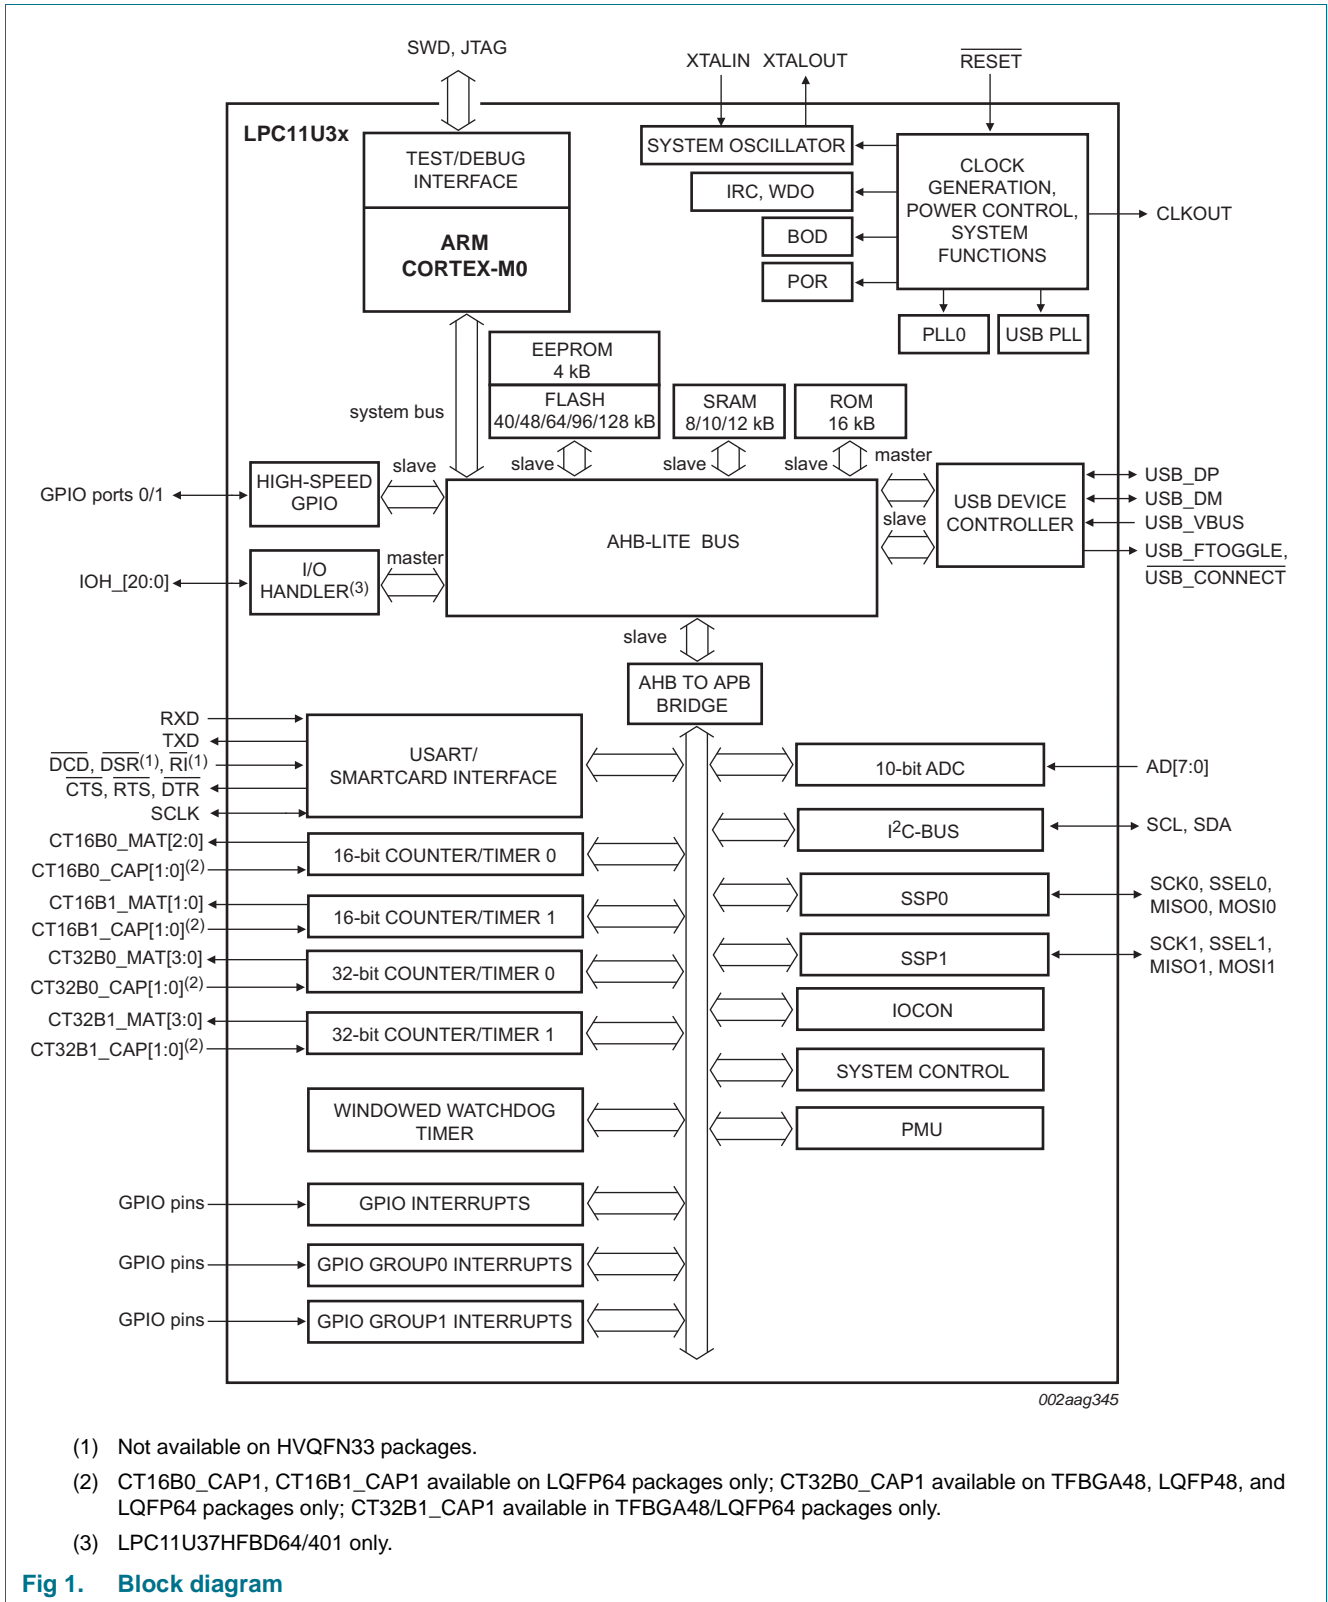 SWD, JTAG
XTALIN XTALOUT
RESET
LPC11U3x
TEST/DEBUG
INTERFACE
ARM
CORTEX-M0
SYSTEM OSCILLATOR
IRC, WDO
BOD
POR
CLOCK
GENERATION,
POWER CONTROL,
SYSTEM
FUNCTIONS
CLKOUT
PLL0
USB PLL
system bus
EEPROM
4 kB
FLASH
40/48/64/96/128 kB
SRAM
8/10/12 kB
ROM
16 kB
slave
slave
slave
slave
master
GPIO ports 0/1
HIGH-SPEED
GPIO
IOH_[20:0]
I/O
HANDLER(3)
master
AHB-LITE BUS
slave
USB DEVICE
CONTROLLER
USB_DP
USB_DM
USB_VBUS
USB_FTOGGLE,
USB_CONNECT
slave
AHB TO APB
BRIDGE
RXD
TXD
DCD, DSR(1), RI(1)
CTS, RTS, DTR
SCLK
USART/
SMARTCARD INTERFACE
CT16B0_MAT[2:0]
CT16B0_CAP[1:0](2)
16-bit COUNTER/TIMER 0
CT16B1_MAT[1:0]
CT16B1_CAP[1:0](2)
16-bit COUNTER/TIMER 1
CT32B0_MAT[3:0]
CT32B0_CAP[1:0](2)
32-bit COUNTER/TIMER 0
CT32B1_MAT[3:0]
CT32B1_CAP[1:0](2)
32-bit COUNTER/TIMER 1
WINDOWED WATCHDOG
TIMER
GPIO pins
GPIO INTERRUPTS
GPIO pins
GPIO GROUP0 INTERRUPTS
GPIO pins
GPIO GROUP1 INTERRUPTS
10-bit ADC
AD[7:0]
I2C-BUS
SCL, SDA
SSP0
SCK0, SSEL0,
MISO0, MOSI0
SSP1
SCK1, SSEL1,
MISO1, MOSI1
IOCON
SYSTEM CONTROL
PMU
002aag345
(1) Not available on HVQFN33 packages.
(2) CT16B0_CAP1, CT16B1_CAP1 available on LQFP64 packages only; CT32B0_CAP1 available on TFBGA48, LQFP48, and
LQFP64 packages only; CT32B1_CAP1 available in TFBGA48/LQFP64 packages only.
(3) LPC11U37HFBD64/401 only.
Fig 1. Block diagram